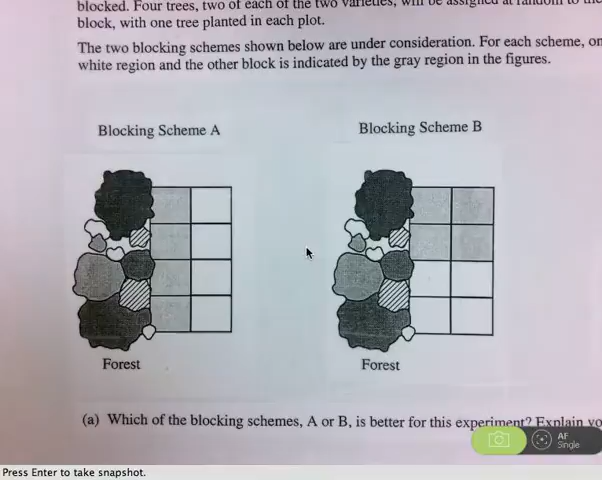 blocked. Four trees, two of each of the two varieties, will be assigned at random to the
block, with one tree planted in each plot.
The two blocking schemes shown below are under consideration. For each scheme, on
white region and the other block is indicated by the gray region in the figures.
Blocking Scheme A
Blocking Scheme B
Forest
Forest
(a) Which of the blocking schemes, A or B, is better for this experiment? Explain yo
AF
Single
Press Enter to take snapshot.